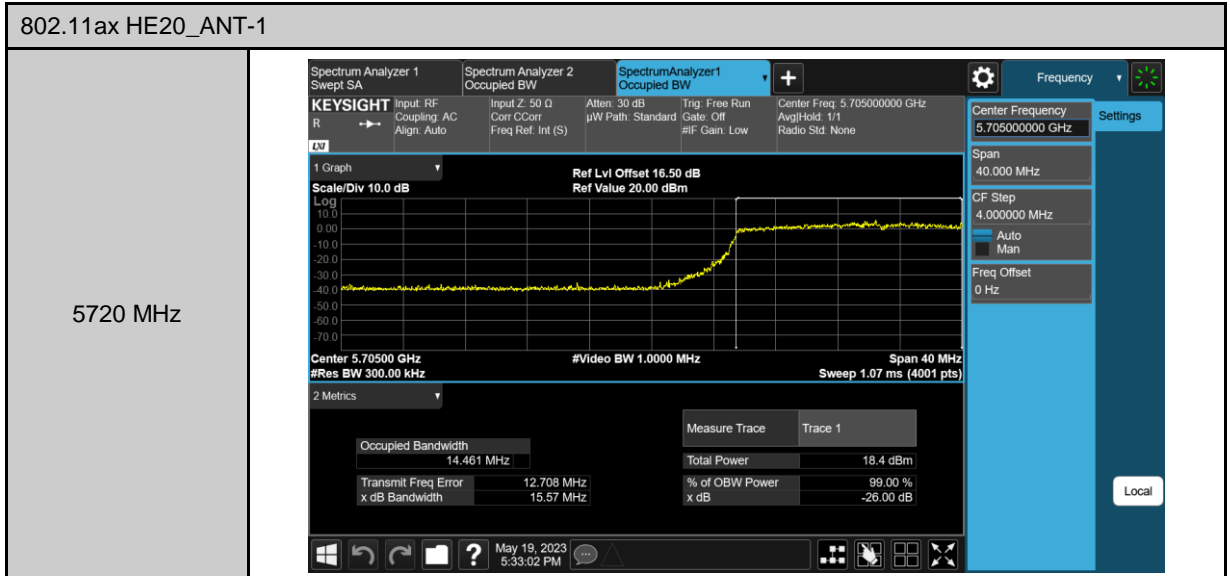 802.11ax HE20_ANT-1
5720 MHz
Spectrum Analyzer 1
Swept SA
Spectrum Analyzer 2
Occupied BW
SpectrumAnalyzer1
Occupied BW
+
Frequency
KEYSIGHT
R
LXI
Input: RF
Coupling: AC
Align: Auto
Input Z: 50 Ω
Corr CCorr
Freq Ref: Int (S)
Atten: 30 dB
µW Path: Standard
Trig: Free Run
Gate: Off
#IF Gain: Low
Center Freq: 5.705000000 GHz
Avg|Hold: 1/1
Radio Std: None
Center Frequency
5.705000000 GHz
Settings
Span
40.000 MHz
CF Step
4.000000 MHz
Auto
Man
Freq Offset
0 Hz
1 Graph
Scale/Div 10.0 dB
Ref Lvl Offset 16.50 dB
Ref Value 20.00 dBm
Log
10.0
0.00
-10.0
-20.0
-30.0
-40.0
-50.0
-60.0
-70.0
Center 5.70500 GHz
#Res BW 300.00 kHz
#Video BW 1.0000 MHz
Span 40 MHz
Sweep 1.07 ms (4001 pts)
2 Metrics
Occupied Bandwidth
14.461 MHz
Transmit Freq Error 12.708 MHz
x dB Bandwidth 15.57 MHz
Measure Trace Trace 1
Total Power 18.4 dBm
% of OBW Power 99.00 %
x dB -26.00 dB
Local
?
May 19, 2023
5:33:02 PM